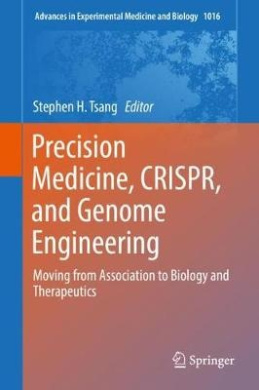 Advances in Experimental Medicine and Biology 1016
Stephen H. Tsang Editor
Precision
Medicine, CRISPR,
and Genome
Engineering
Moving from Association to Biology and
Therapeutics
Springer